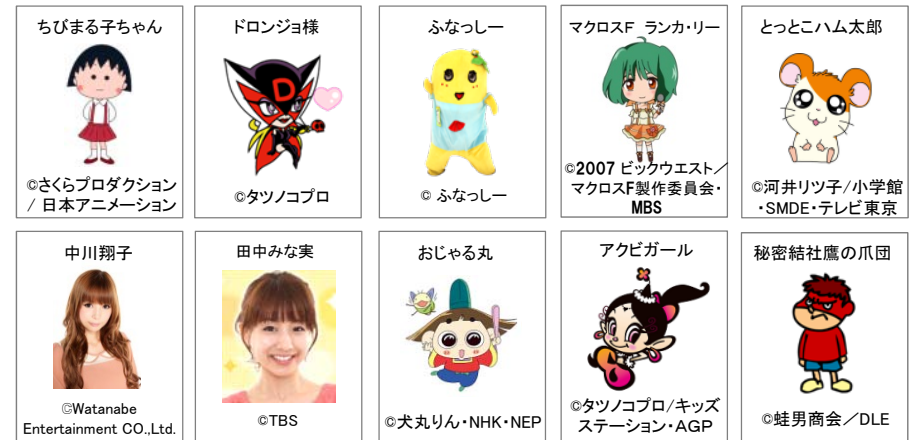 ちびまる子ちゃん
©さくらプロダクション
/ 日本アニメーション
ドロンジョ様
D
©タツノコプロ
ふなっしー
© ふなっしー
マクロスF ランカ・リー
©2007 ビックウエスト/
マクロスF製作委員会・
MBS
とっとこハム太郎
©河井リツ子/小学館
・SMDE・テレビ東京
中川翔子
©Watanabe
Entertainment CO.,Ltd.
田中みな実
©TBS
おじゃる丸
©犬丸りん・NHK・NEP
アクビガール
©タツノコプロ/キッズ
ステーション・AGP
秘密結社鷹の爪団
©蛙男商会/DLE